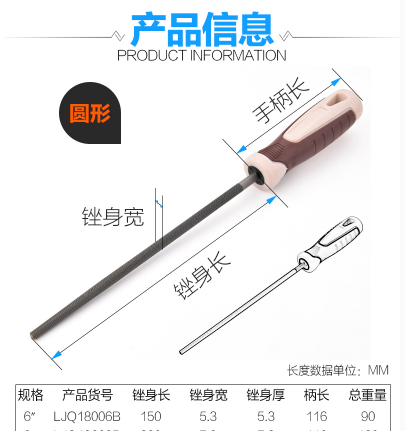 产品信息
PRODUCT INFORMATION
圆形
手柄长
锉身宽
锉身长
长度数据单位：MM
规格 产品货号 锉身长 锉身宽 锉身厚 柄长 总重量
6″ LJQ18006B 150 5.3 5.3 116 90